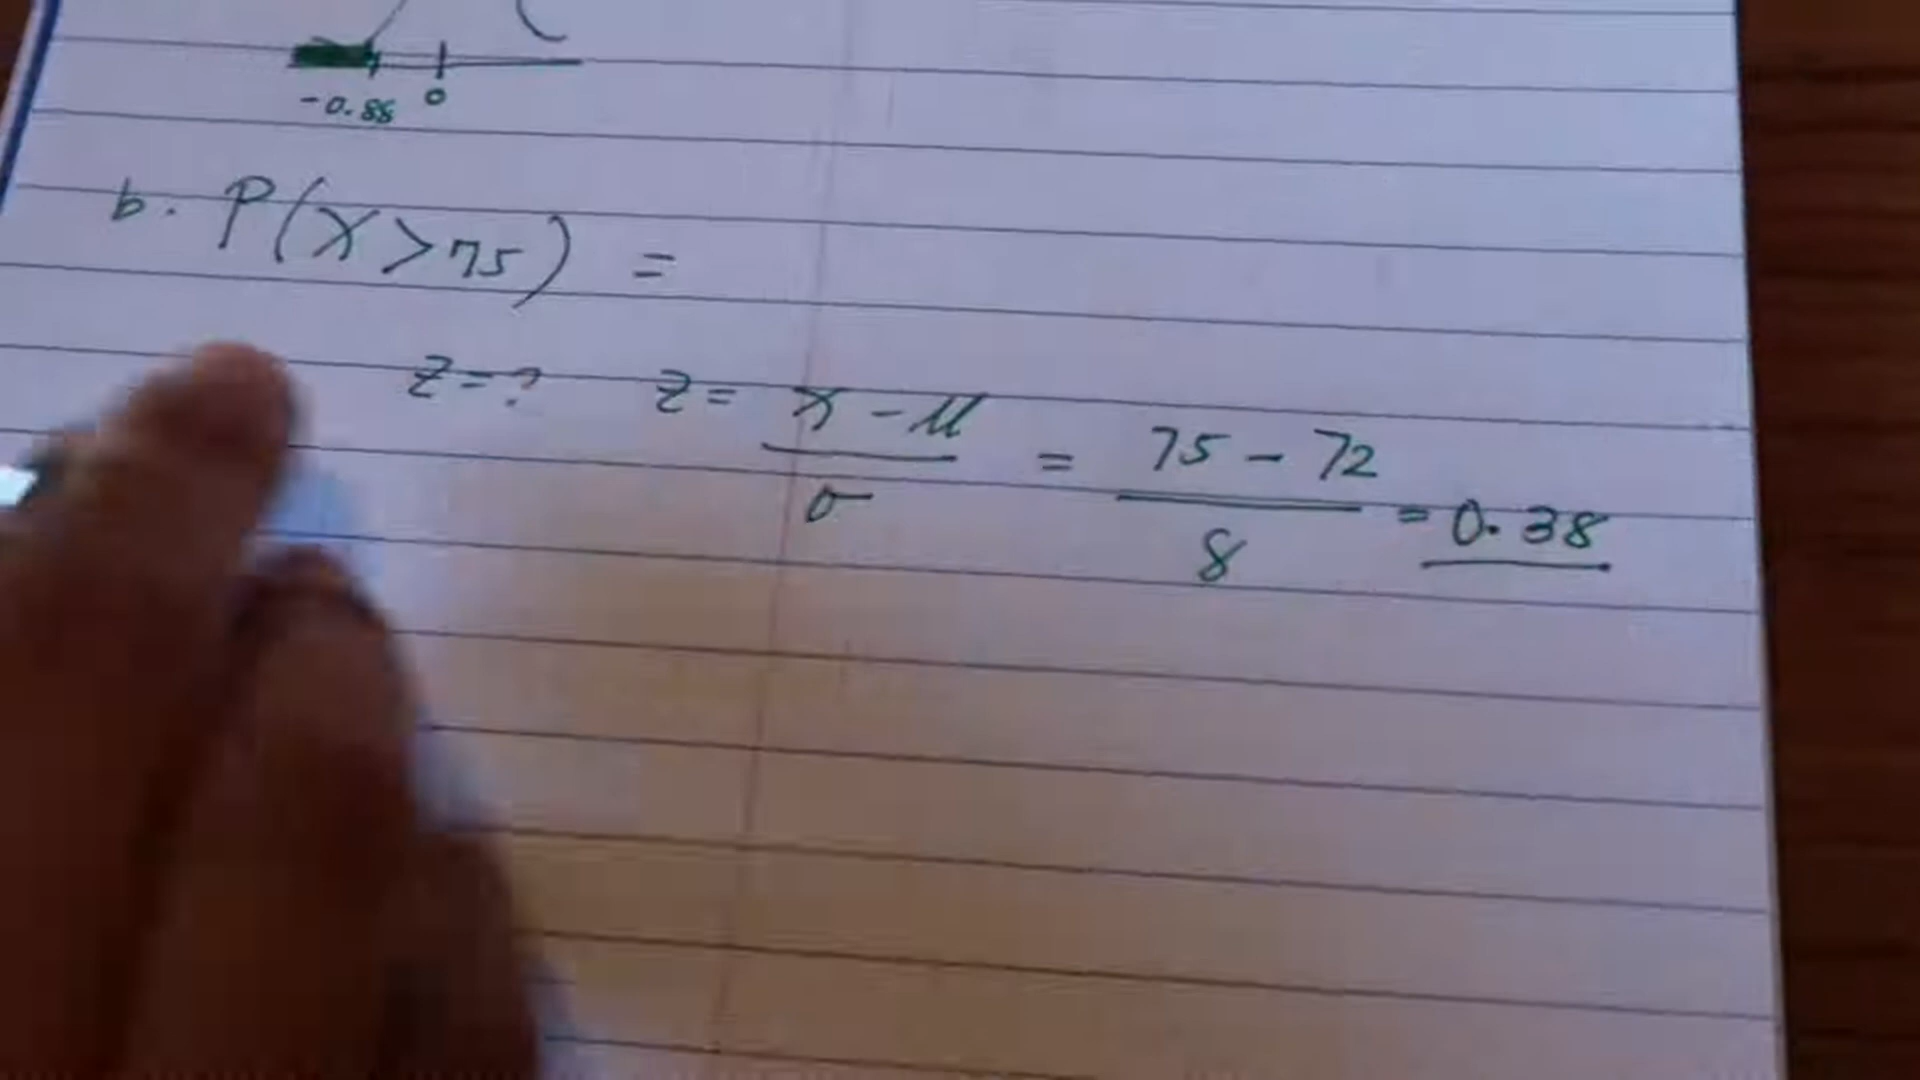 -0.88 0
b. P(X>75) =
z=? z= x-μ/σ = 75-72/8 = 0.38